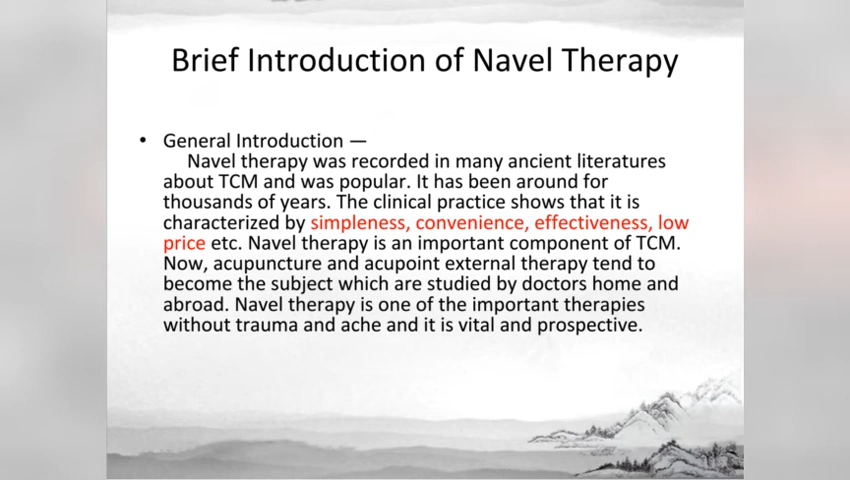 Brief Introduction of Navel Therapy
• General Introduction —
Navel therapy was recorded in many ancient literatures
about TCM and was popular. It has been around for
thousands of years. The clinical practice shows that it is
characterized by simpleness, convenience, effectiveness, low
price etc. Navel therapy is an important component of TCM.
Now, acupuncture and acupoint external therapy tend to
become the subject which are studied by doctors home and
abroad. Navel therapy is one of the important therapies
without trauma and ache and it is vital and prospective.